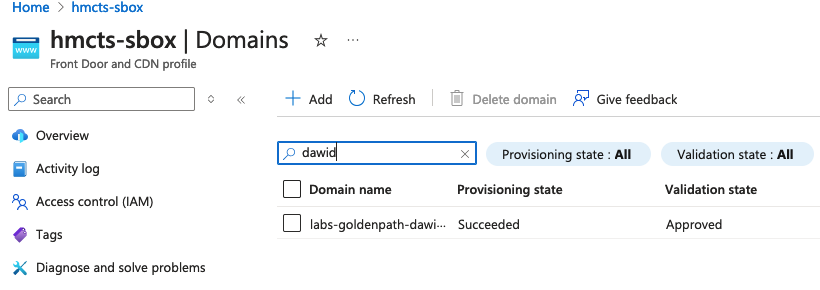 Home > hmcts-sbox
www
hmcts-sbox | Domains ☆ ···
Front Door and CDN profile
Search
«
+ Add Refresh | Delete domain Give feedback
dawid × Provisioning state : All Validation state : All
Domain name Provisioning state Validation state
labs-goldenpath-dawi··· Succeeded Approved
Overview
Activity log
Access control (IAM)
Tags
Diagnose and solve problems